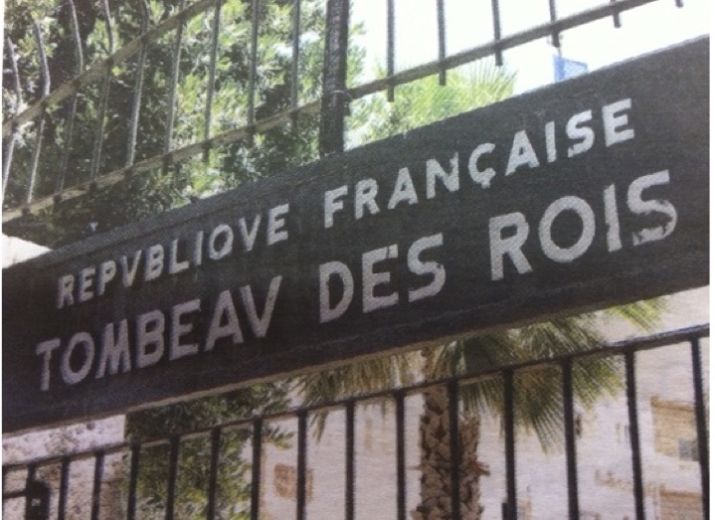 REPVBLIQVE FRANÇAISE
TOMBEAV DES ROIS